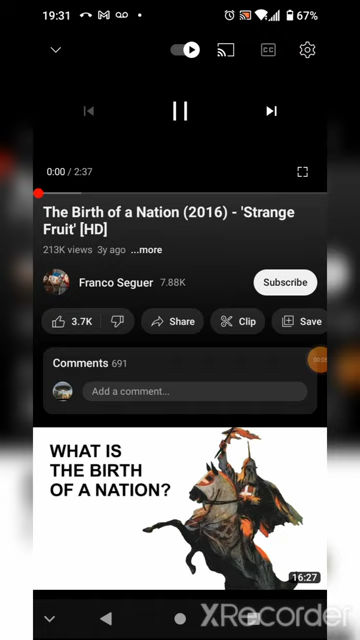 19:31
67%
CC
0:00 / 2:37
The Birth of a Nation (2016) - 'Strange
Fruit' [HD]
213K views 3y ago ...more
Franco Seguer 7.88K
Subscribe
3.7K
Share
Clip
Save
Comments 691
Add a comment...
WHAT IS
THE BIRTH
OF A NATION?
16:27
XRecorder